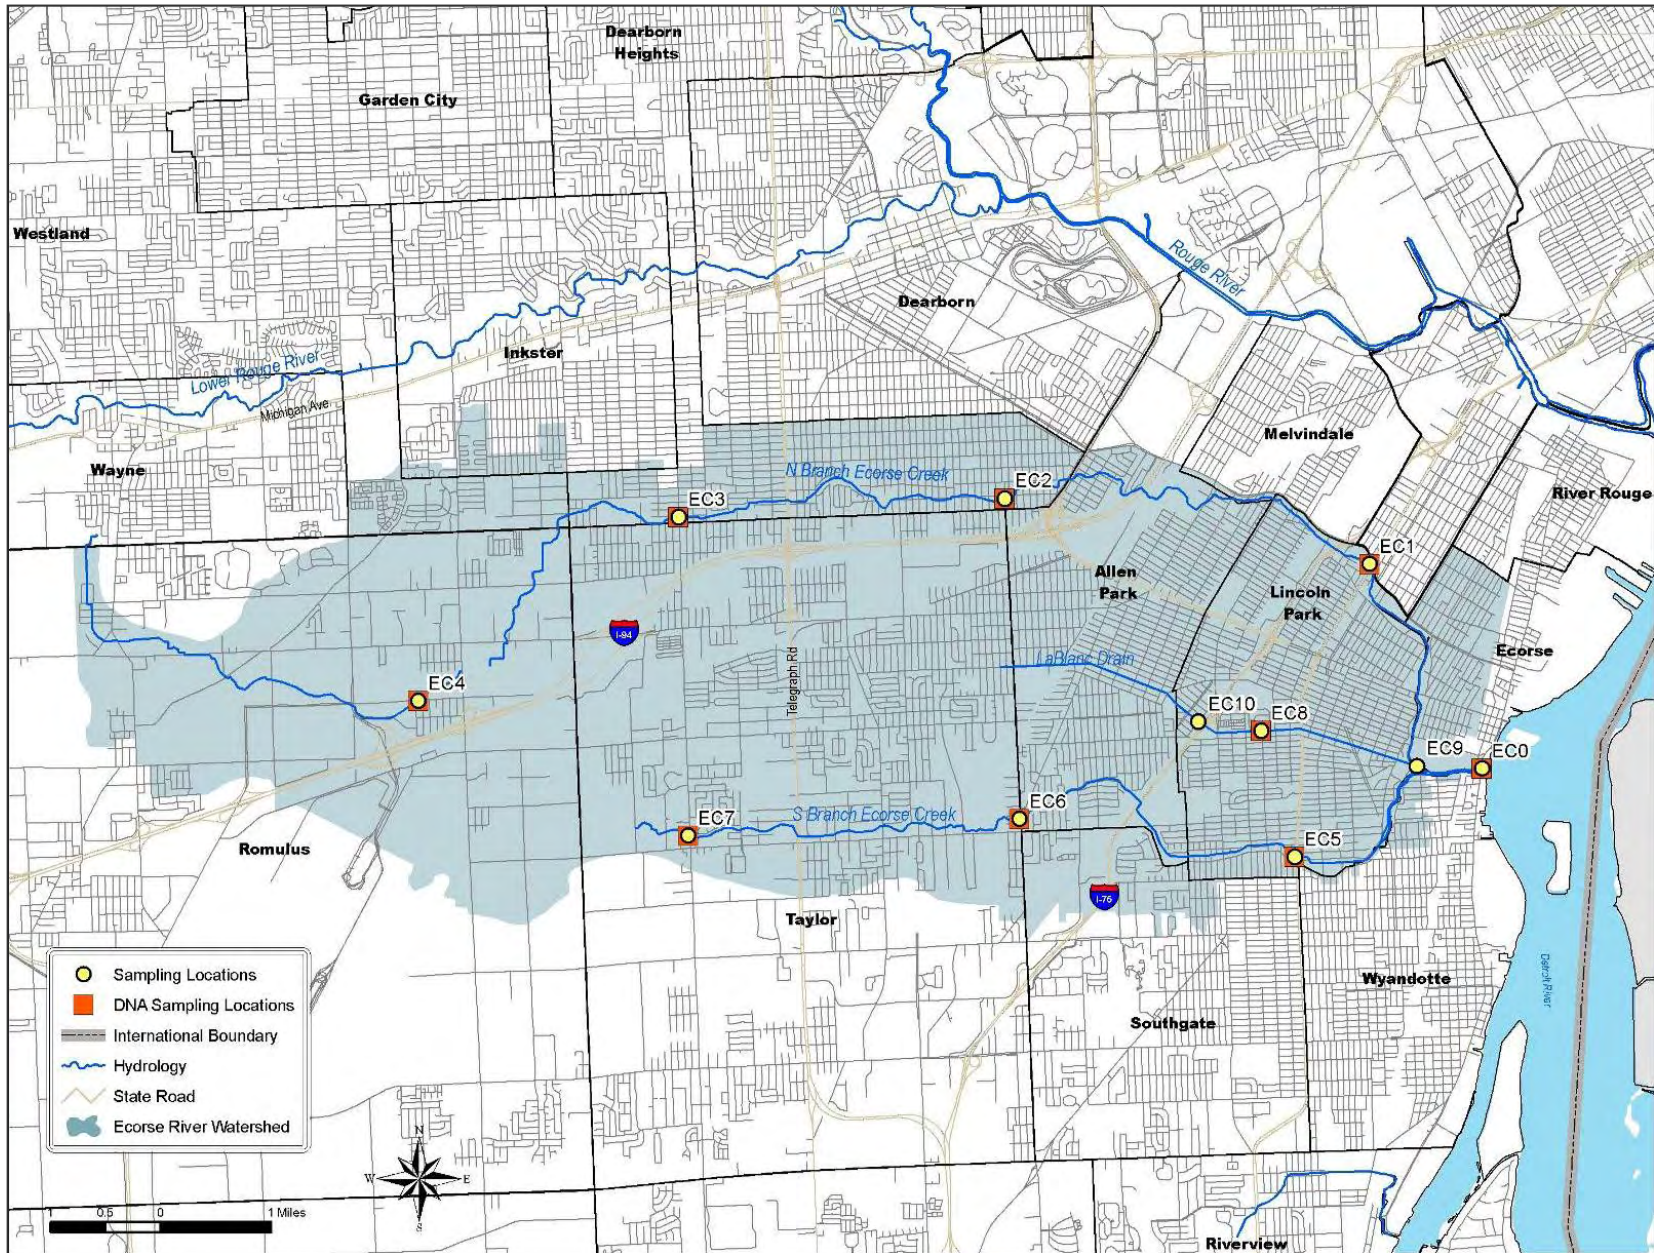 Dearborn
Heights
Garden City
Westland
Rouge River
Dearborn
Inkster
Lower Rouge River
Michigan Ave
Melvindale
Wayne
N Branch Ecorse Creek
EC2
River Rouge
EC3
EC1
Allen
Park
Lincoln
Park
I-94
Ecorse
LaBlanc Drain
Telegraph Rd
EC4
EC10
EC8
EC9
EC0
EC7
S Branch Ecorse Creek
EC6
EC5
Romulus
I-75
Taylor
Wyandotte
Detroit River
Southgate
Sampling Locations
DNA Sampling Locations
International Boundary
Hydrology
State Road
Ecorse River Watershed
N
W
E
S
1
0.5
0
1 Miles
Riverview